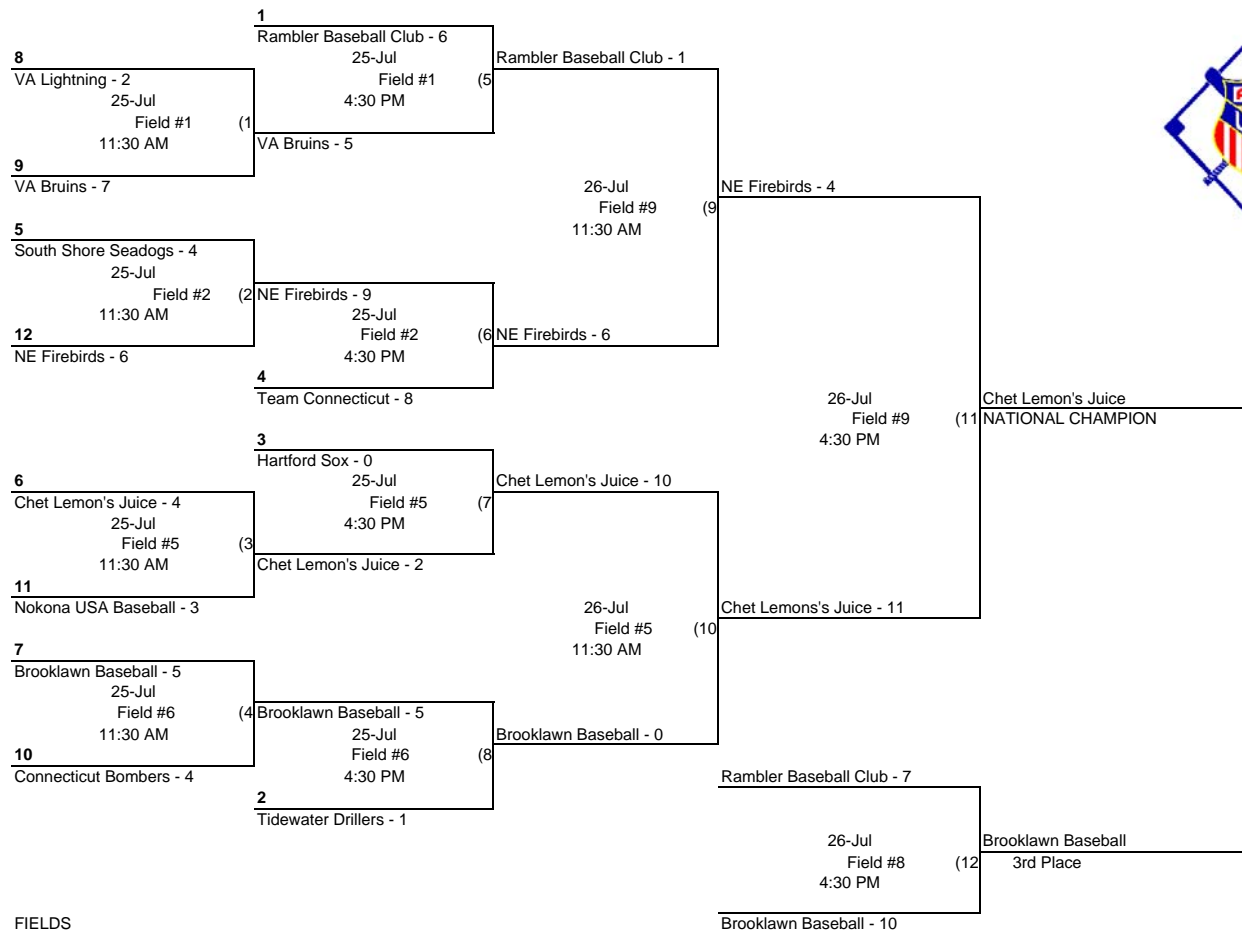 1
Rambler Baseball Club - 6
25-Jul
Field #1 (5
4:30 PM
Rambler Baseball Club - 1
8
VA Lightning - 2
25-Jul
Field #1 (1
11:30 AM
VA Bruins - 5
9
VA Bruins - 7
26-Jul
Field #9 (9
11:30 AM
NE Firebirds - 4
5
South Shore Seadogs - 4
25-Jul
Field #2 (2
11:30 AM
NE Firebirds - 9
25-Jul
Field #2 (6
4:30 PM
NE Firebirds - 6
12
NE Firebirds - 6
4
Team Connecticut - 8
26-Jul
Field #9 (11
4:30 PM
Chet Lemon's Juice
NATIONAL CHAMPION
3
Hartford Sox - 0
25-Jul
Field #5 (7
4:30 PM
Chet Lemon's Juice - 10
6
Chet Lemon's Juice - 4
25-Jul
Field #5 (3
11:30 AM
Chet Lemon's Juice - 2
11
Nokona USA Baseball - 3
26-Jul
Field #5 (10
11:30 AM
Chet Lemons's Juice - 11
7
Brooklawn Baseball - 5
25-Jul
Field #6 (4
11:30 AM
Brooklawn Baseball - 5
25-Jul
Field #6 (8
4:30 PM
Brooklawn Baseball - 0
10
Connecticut Bombers - 4
2
Tidewater Drillers - 1
Rambler Baseball Club - 7
26-Jul
Field #8 (12
4:30 PM
Brooklawn Baseball
3rd Place
Brooklawn Baseball - 10
FIELDS